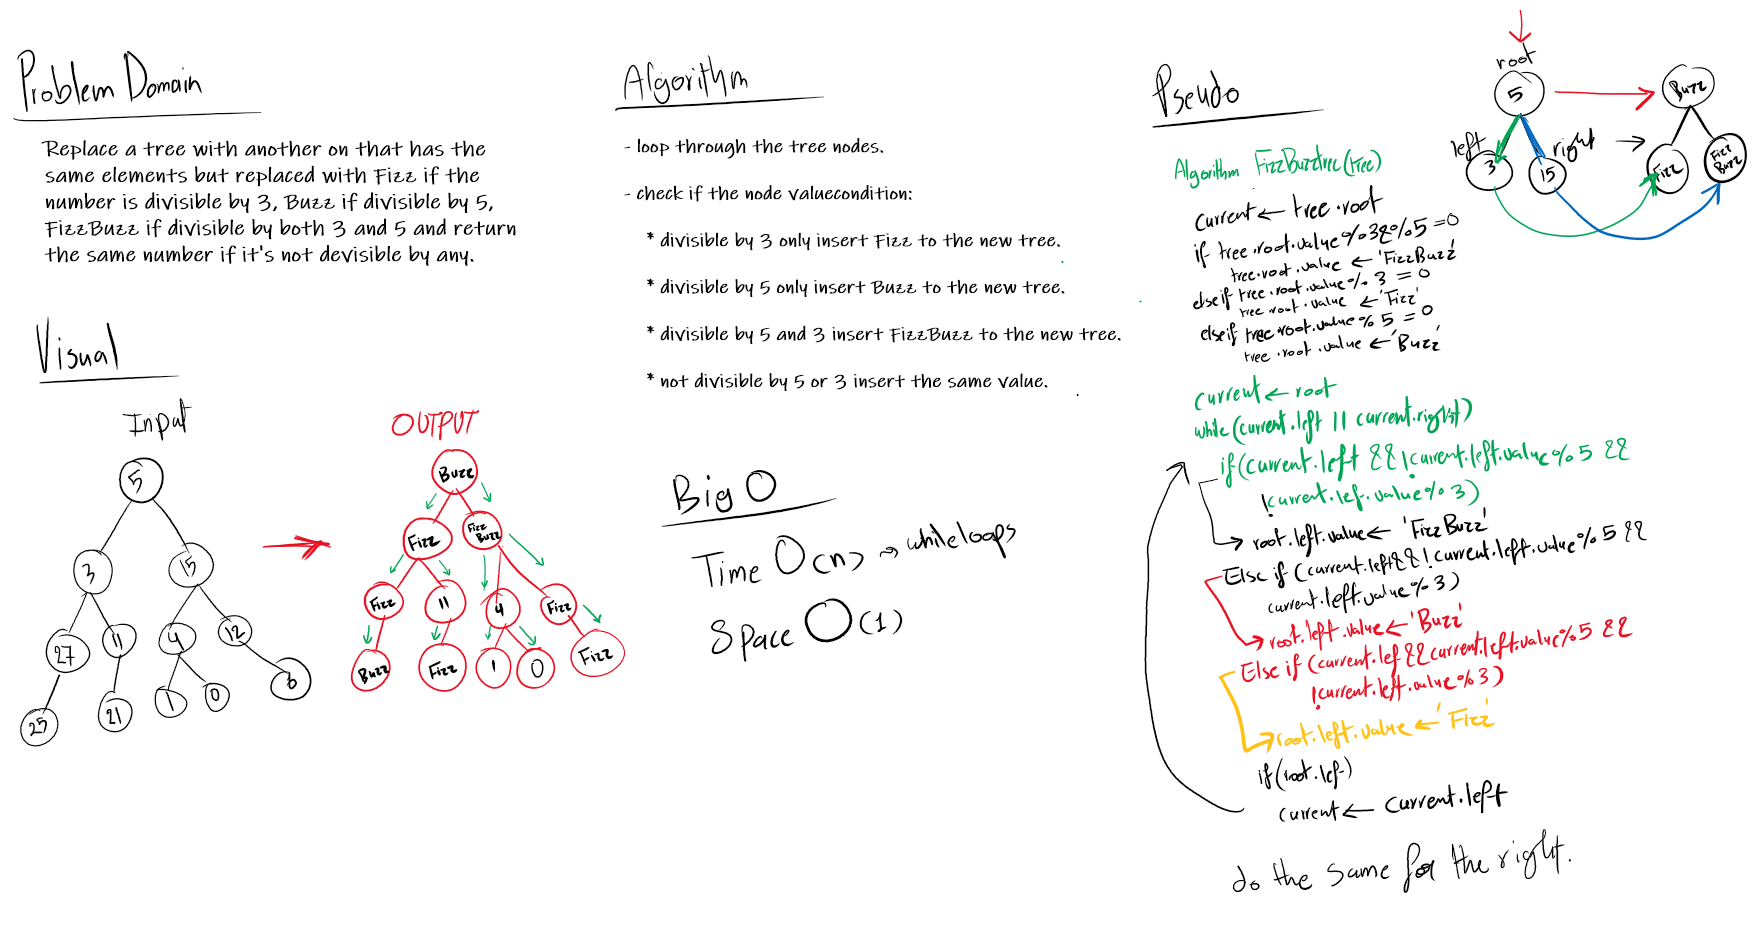 Problem Domain
Replace a tree with another on that has the
same elements but replaced with Fizz if the
number is divisible by 3, Buzz if divisible by 5,
FizzBuzz if divisible by both 3 and 5 and return
the same number if it's not devisible by any.
Visual
Input
5
3
15
27
11
4
12
25
21
1
0
6
OUTPUT
Buzz
Fizz
Fizz
Buzz
Fizz
11
4
Fizz
Buzz
Fizz
1
0
Fizz
Algorithm
- loop through the tree nodes.
- check if the node valuecondition:
* divisible by 3 only insert Fizz to the new tree.
* divisible by 5 only insert Buzz to the new tree.
* divisible by 5 and 3 insert FizzBuzz to the new tree.
* not divisible by 5 or 3 insert the same value.
Big O
Time O(n) → while loops
Space O(1)
Pseudo
root
5
left
right
3
15
Buzz
Fizz
Fizz
Buzz
Algorithm FizzBuzztree(tree)
current ← tree.root
if tree.root.value%3&%5=0
tree.root.value ← 'FizzBuzz'
else if tree.root.value% 3 = 0
tree.root.value ← 'Fizz'
else if tree.root.value% 5 = 0
tree.root.value ← 'Buzz'
current ← root
while(current.left || current.right)
if(current.left && !current.left.value%5 &&
!current.lef.value%3)
root.left.value ← 'FizzBuzz'
Else if (current.left&& !current.left.value%5 &&
current.left.value%3)
root.left.value ← 'Buzz'
Else if (current.lef && current.left.value%5 &&
!current.left.value%3)
root.left.value ← 'Fizz'
if(root.lef)
current ← current.left
do the same for the right.